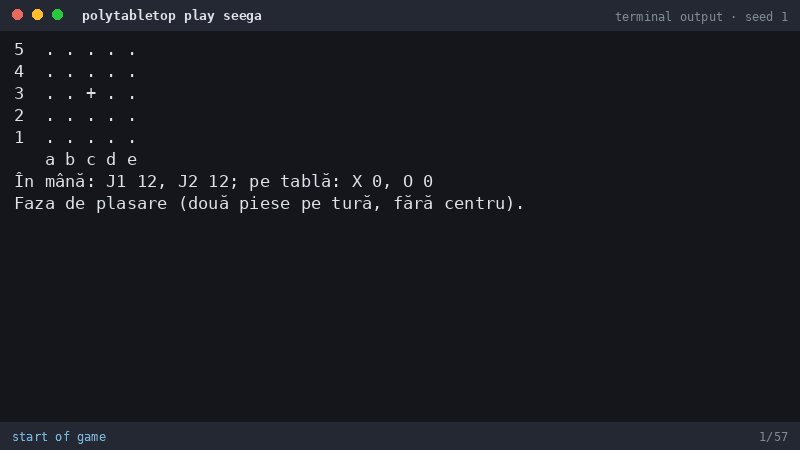 polytabletop play seega
terminal output · seed 1
5 . . . . .
4 . . . . .
3 . . + . .
2 . . . . .
1 . . . . .
a b c d e
În mână: J1 12, J2 12; pe tablă: X 0, O 0
Faza de plasare (două piese pe tură, fără centru).
start of game
1/57